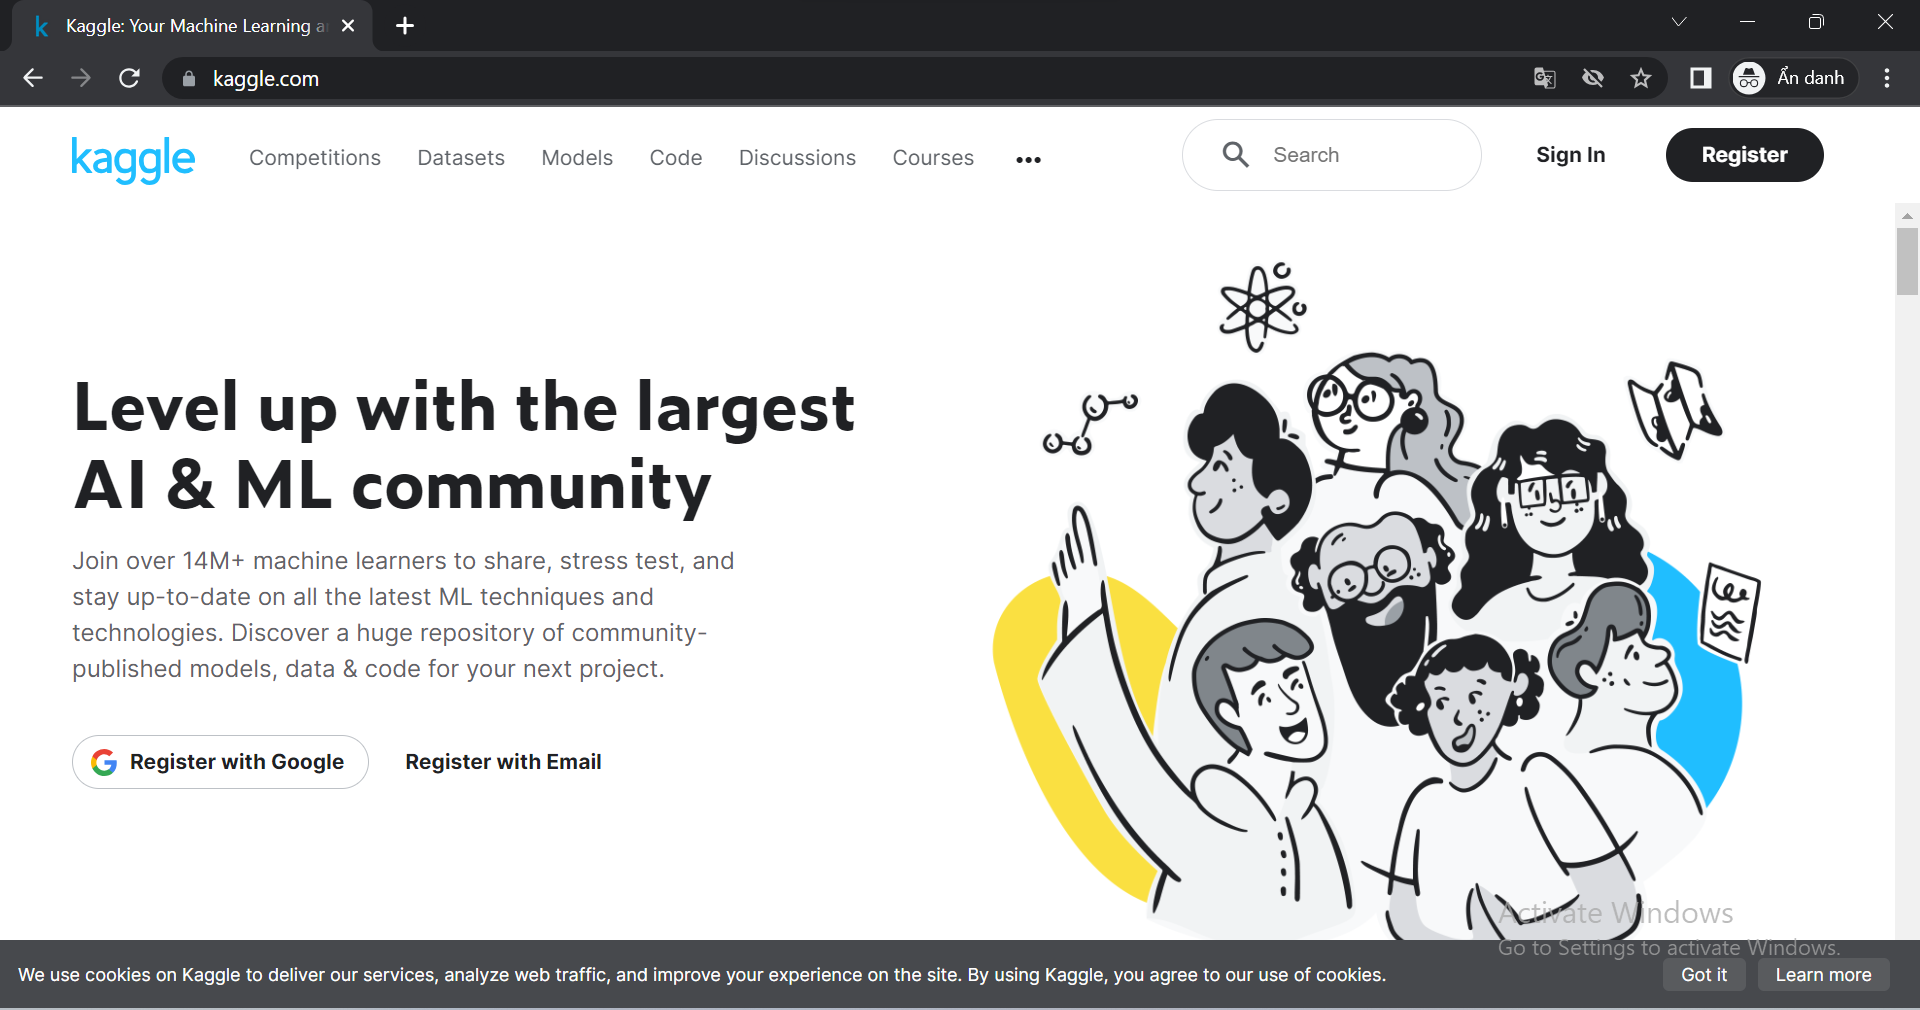 Kaggle: Your Machine Learning a
kaggle.com
Ẩn danh
kaggle
Competitions
Datasets
Models
Code
Discussions
Courses
Search
Sign In
Register
Level up with the largest
AI & ML community
Join over 14M+ machine learners to share, stress test, and
stay up-to-date on all the latest ML techniques and
technologies. Discover a huge repository of community-
published models, data & code for your next project.
Register with Google
Register with Email
Activate Windows
Go to Settings to activate Windows.
We use cookies on Kaggle to deliver our services, analyze web traffic, and improve your experience on the site. By using Kaggle, you agree to our use of cookies.
Got it
Learn more